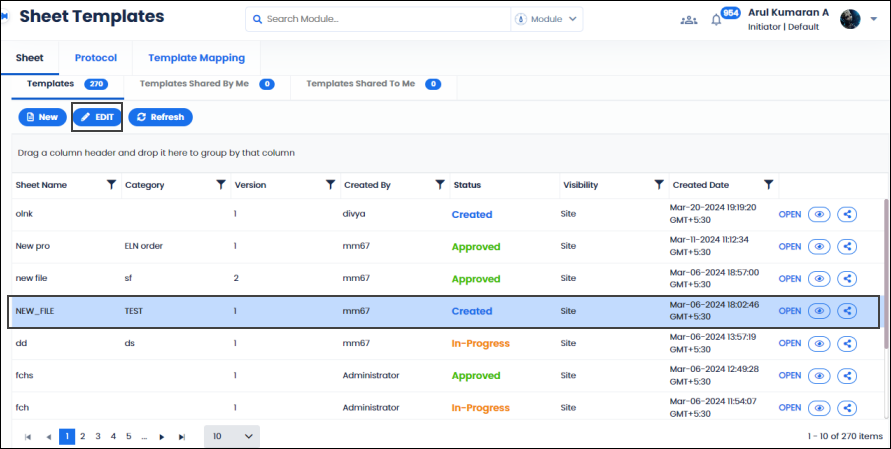 Sheet Templates
Search Module...
Module
954
Arul Kumaran A
Initiator | Default
Sheet Protocol Template Mapping
Templates 270 Templates Shared By Me 0 Templates Shared To Me 0
New EDIT Refresh
Drag a column header and drop it here to group by that column
Sheet Name Category Version Created By Status Visibility Created Date
olnk 1 divya Created Site Mar-20-2024 19:19:20 GMT+5:30 OPEN
New pro ELN order 1 mm67 Approved Site Mar-11-2024 11:12:34 GMT+5:30 OPEN
new file sf 2 mm67 Approved Site Mar-06-2024 18:57:00 GMT+5:30 OPEN
NEW_FILE TEST 1 mm67 Created Site Mar-06-2024 18:02:46 GMT+5:30 OPEN
dd ds 1 mm67 In-Progress Site Mar-06-2024 13:57:19 GMT+5:30 OPEN
fchs 1 Administrator Approved Site Mar-06-2024 12:49:28 GMT+5:30 OPEN
fch 1 Administrator In-Progress Site Mar-06-2024 11:54:07 GMT+5:30 OPEN
1 2 3 4 5 ... 10 1 - 10 of 270 items